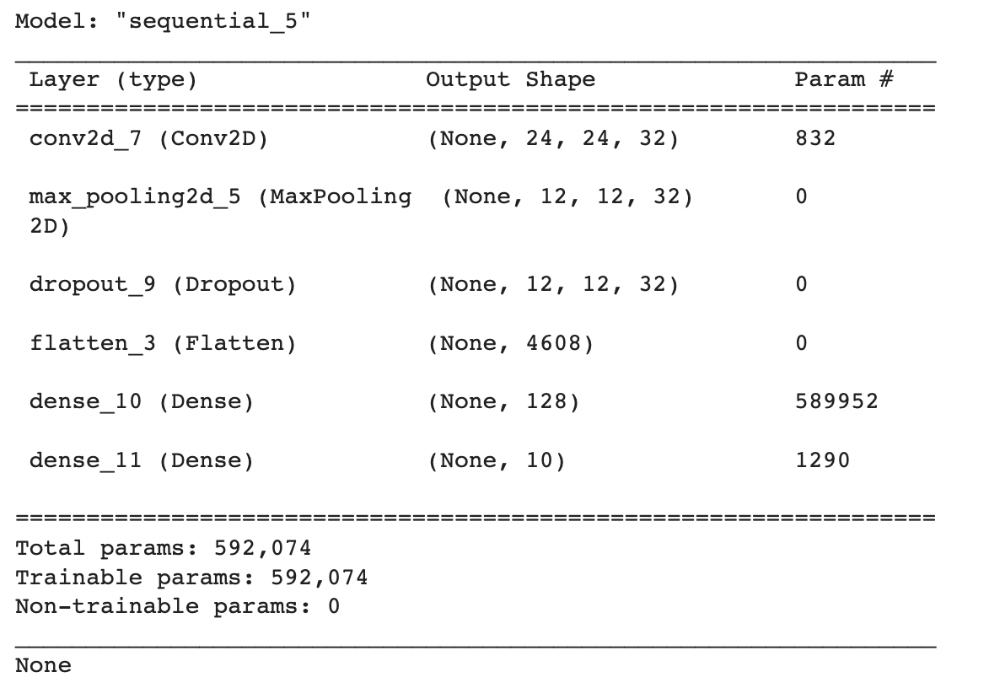 Model: "sequential_5"
_________________________________________________________________
Layer (type)                Output Shape              Param #
=================================================================
conv2d_7 (Conv2D)           (None, 24, 24, 32)        832
max_pooling2d_5 (MaxPooling  (None, 12, 12, 32)       0
2D)
dropout_9 (Dropout)         (None, 12, 12, 32)        0
flatten_3 (Flatten)         (None, 4608)              0
dense_10 (Dense)            (None, 128)               589952
dense_11 (Dense)            (None, 10)                1290
=================================================================
Total params: 592,074
Trainable params: 592,074
Non-trainable params: 0
_________________________________________________________________
None